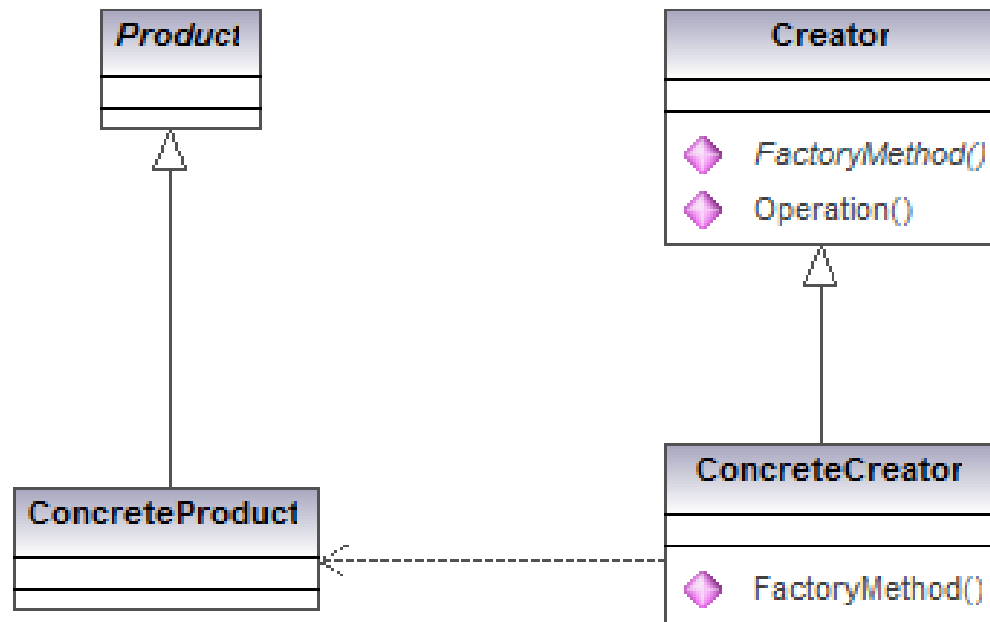 Product
Creator
FactoryMethod()
Operation()
ConcreteProduct
ConcreteCreator
FactoryMethod()